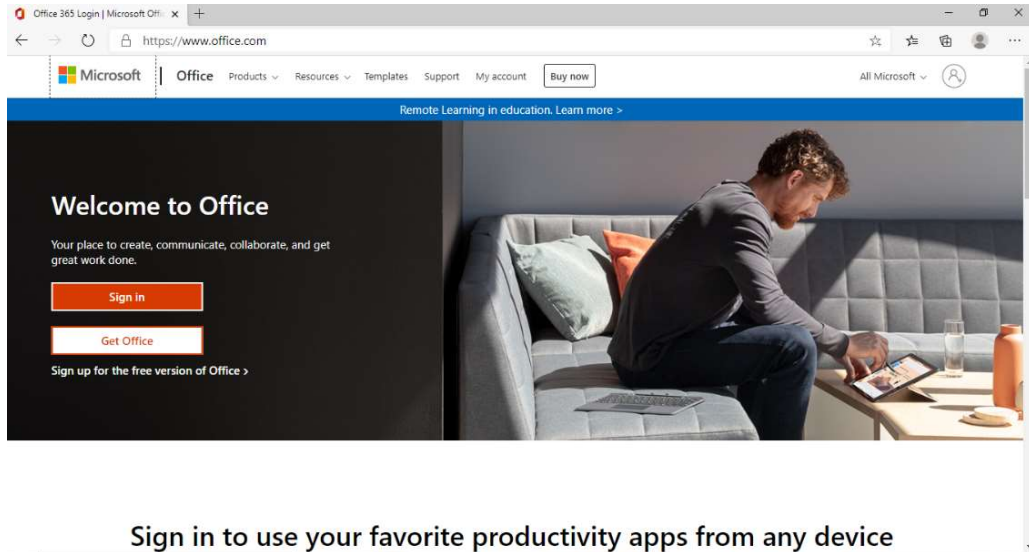 Office 365 Login | Microsoft Offic
https://www.office.com
Microsoft | Office Products Resources Templates Support My account Buy now All Microsoft
Remote Learning in education. Learn more >
Welcome to Office
Your place to create, communicate, collaborate, and get
great work done.
Sign in
Get Office
Sign up for the free version of Office >
Sign in to use your favorite productivity apps from any device